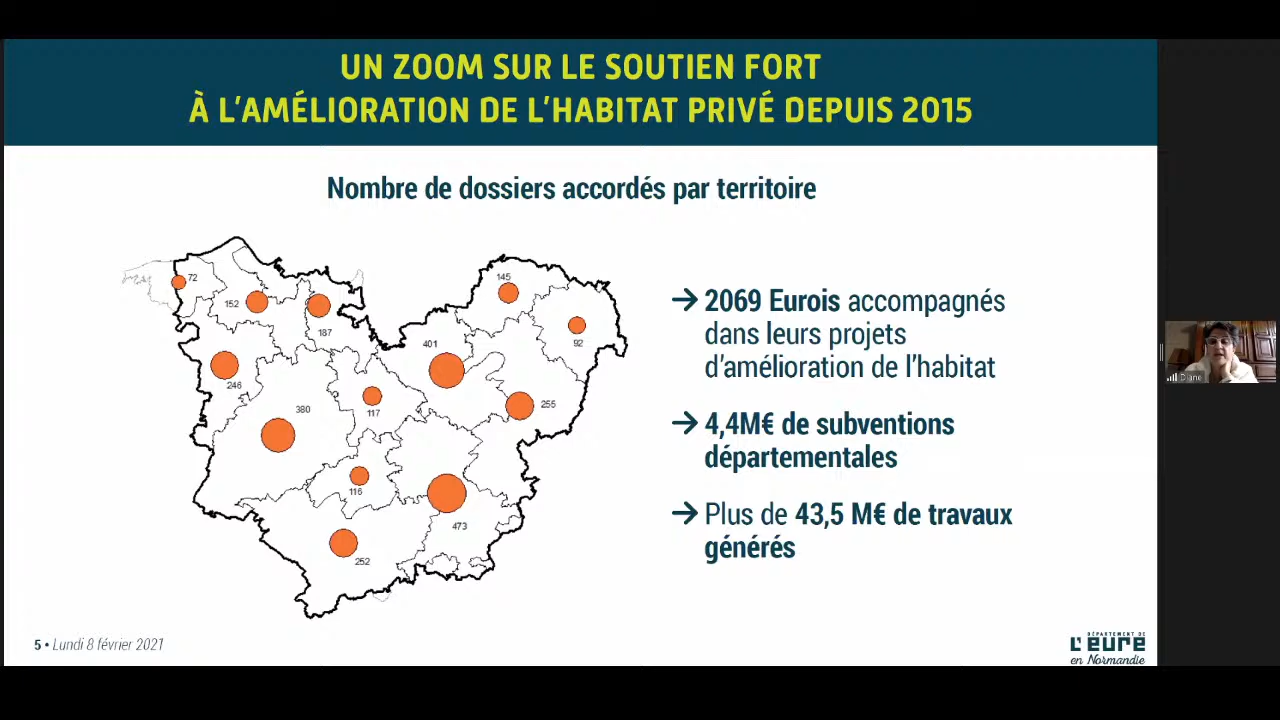 UN ZOOM SUR LE SOUTIEN FORT
À L'AMÉLIORATION DE L'HABITAT PRIVÉ DEPUIS 2015
Nombre de dossiers accordés par territoire
72
152
187
145
92
401
246
380
117
255
116
473
252
→ 2069 Eurois accompagnés
dans leurs projets
d'amélioration de l'habitat
→ 4,4M€ de subventions
départementales
→ Plus de 43,5 M€ de travaux
générés
Diane
5 • Lundi 8 février 2021
DÉPARTEMENT DE
L'EURE
en Normandie